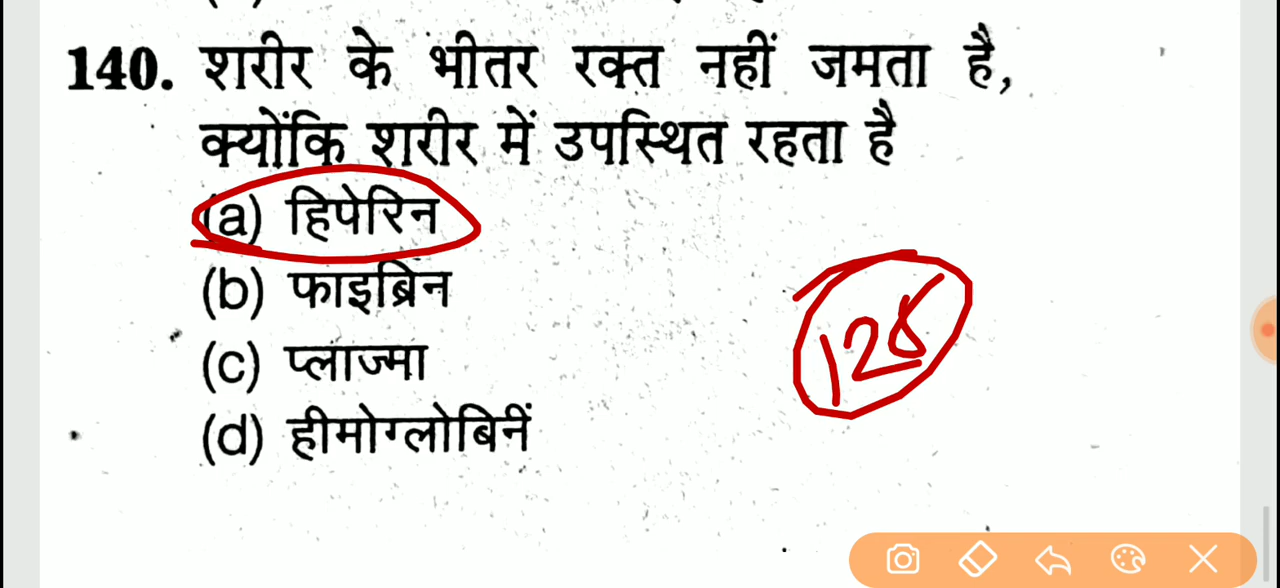 140. शरीर के भीतर रक्त नहीं जमता है,
क्योंकि शरीर में उपस्थित रहता है
(a) हिपेरिन
(b) फाइब्रिन
(c) प्लाज्मा
(d) हीमोग्लोबिनीं
128